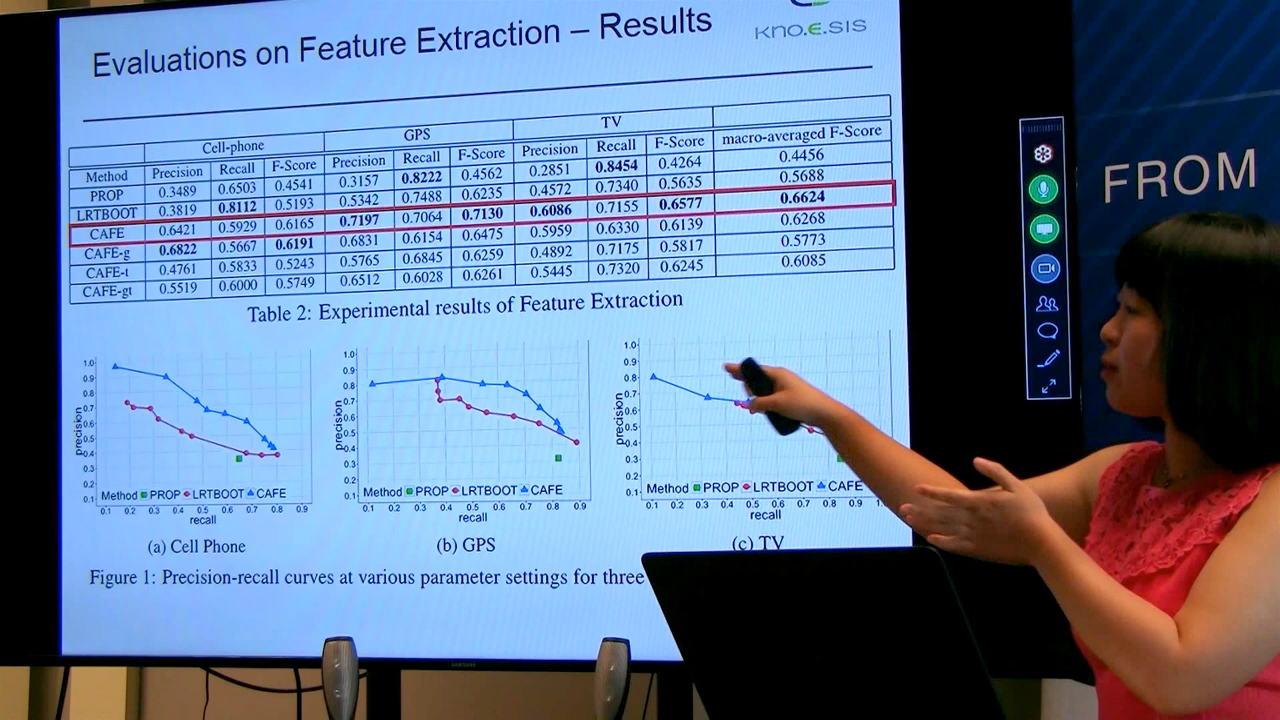 Evaluations on Feature Extraction – Results
kno.e.sis
Cell-phone GPS TV
Method Precision Recall F-Score Precision Recall F-Score Precision Recall F-Score macro-averaged F-Score
PROP 0.3489 0.6503 0.4541 0.3157 0.8222 0.4562 0.2851 0.8454 0.4264 0.4456
LRTBOOT 0.3819 0.8112 0.5193 0.5342 0.7488 0.6235 0.4572 0.7340 0.5635 0.5688
CAFE 0.6421 0.5929 0.6165 0.7197 0.7064 0.7130 0.6086 0.7155 0.6577 0.6624
CAFE-g 0.6822 0.5667 0.6191 0.6831 0.6154 0.6475 0.5959 0.6330 0.6139 0.6268
CAFE-t 0.4761 0.5833 0.5243 0.5765 0.6845 0.6259 0.4892 0.7175 0.5817 0.5773
CAFE-gt 0.5519 0.6000 0.5749 0.6512 0.6028 0.6261 0.5445 0.7320 0.6245 0.6085
Table 2: Experimental results of Feature Extraction
1.0
0.9
0.8
0.7
0.6
0.5
0.4
0.3
0.2
0.1
precision
Method PROP LRTBOOT CAFE
0.1 0.2 0.3 0.4 0.5 0.6 0.7 0.8 0.9
recall
(a) Cell Phone
1.0
0.9
0.8
0.7
0.6
0.5
0.4
0.3
0.2
0.1
precision
Method PROP LRTBOOT CAFE
0.1 0.2 0.3 0.4 0.5 0.6 0.7 0.8 0.9
recall
(b) GPS
1.0
0.9
0.8
0.7
0.6
0.5
0.4
0.3
0.2
0.1
precision
Method PROP LRTBOOT CAFE
0.1 0.2 0.3 0.4 0.5 0.6 0.7 0.8 0.9
recall
(c) TV
Figure 1: Precision-recall curves at various parameter settings for three
FROM
SAMSUNG